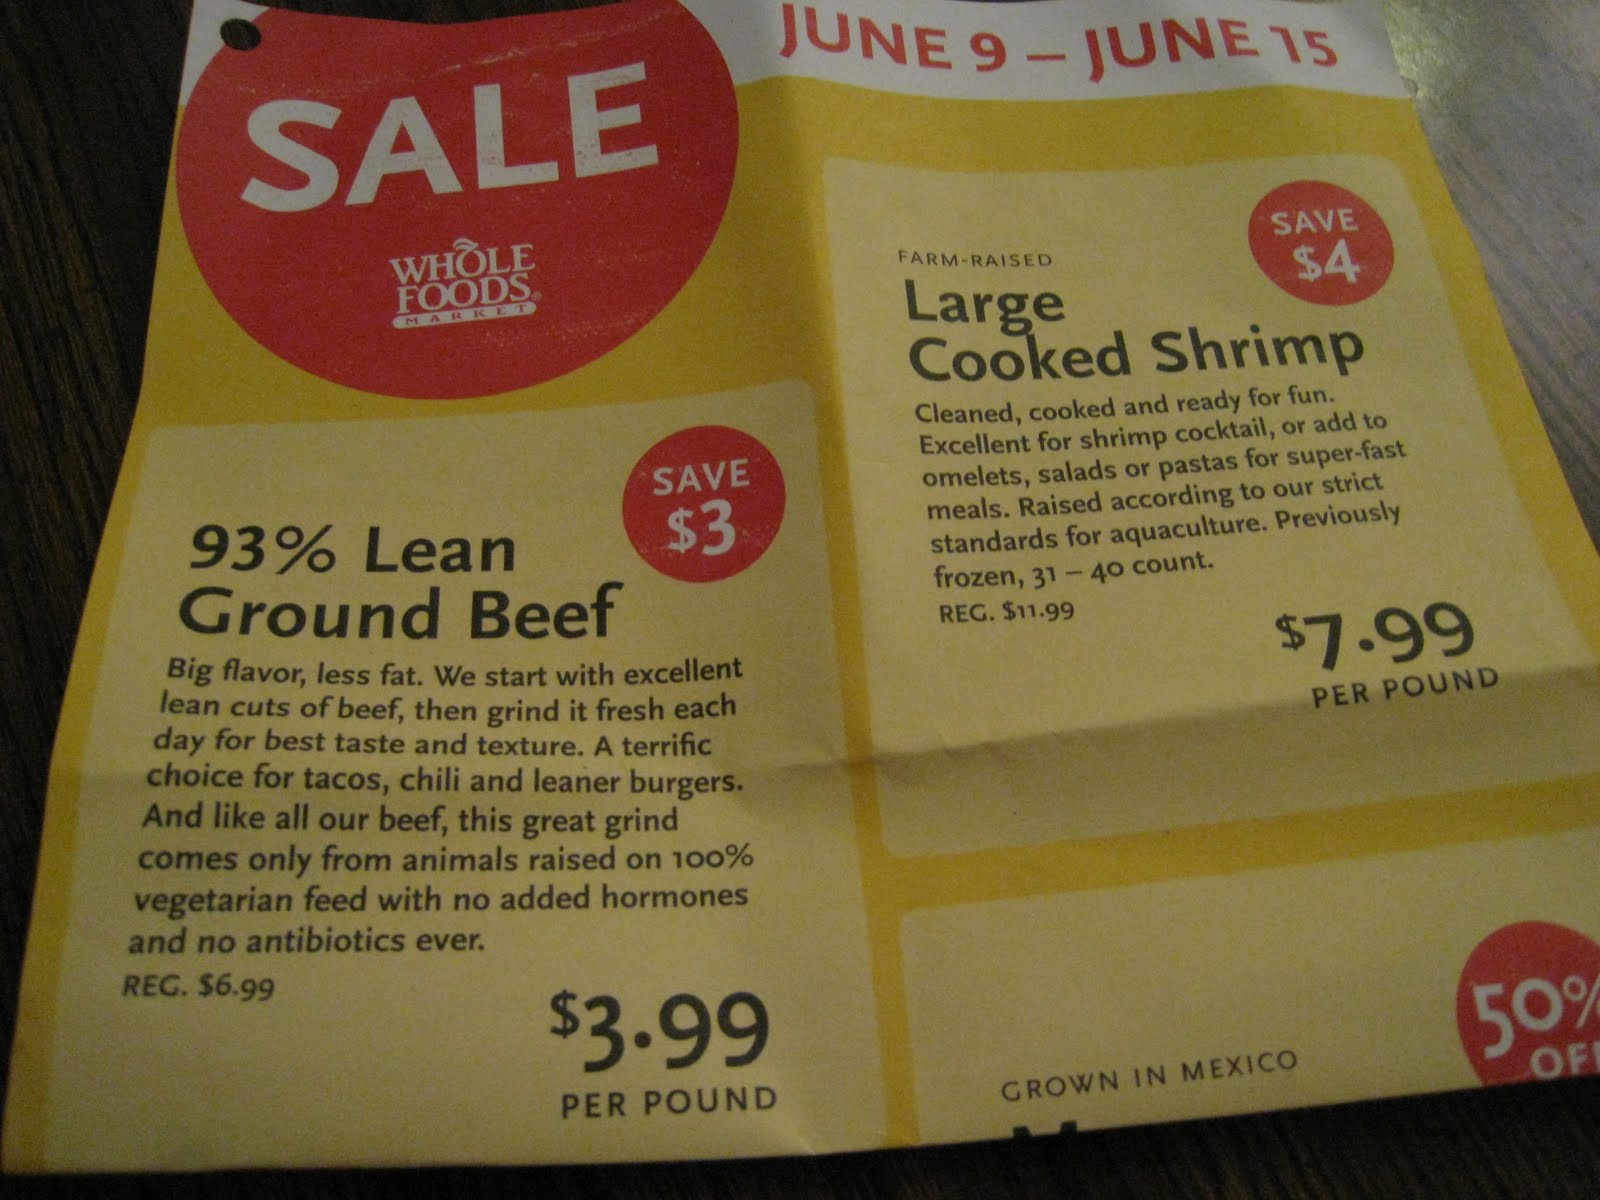 SALE
WHOLE
FOODS®
MARKET
JUNE 9 – JUNE 15
SAVE
$3
93% Lean
Ground Beef
Big flavor, less fat. We start with excellent
lean cuts of beef, then grind it fresh each
day for best taste and texture. A terrific
choice for tacos, chili and leaner burgers.
And like all our beef, this great grind
comes only from animals raised on 100%
vegetarian feed with no added hormones
and no antibiotics ever.
REG. $6.99
$3.99
PER POUND
SAVE
$4
FARM-RAISED
Large
Cooked Shrimp
Cleaned, cooked and ready for fun.
Excellent for shrimp cocktail, or add to
omelets, salads or pastas for super-fast
meals. Raised according to our strict
standards for aquaculture. Previously
frozen, 31 – 40 count.
REG. $11.99
$7.99
PER POUND
50%
OF
GROWN IN MEXICO